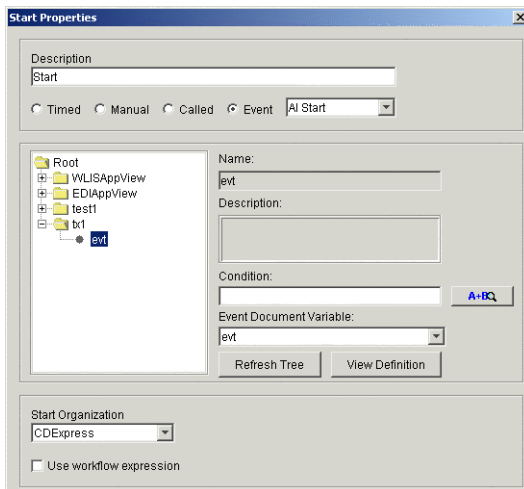 Start Properties
Description
Start
Timed Manual Called Event AI Start
Root
WLISAppView
EDIAppView
test1
tx1
evt
Name:
evt
Description:
Condition:
A+B
Event Document Variable:
evt
Refresh Tree View Definition
Start Organization
CDExpress
Use workflow expression